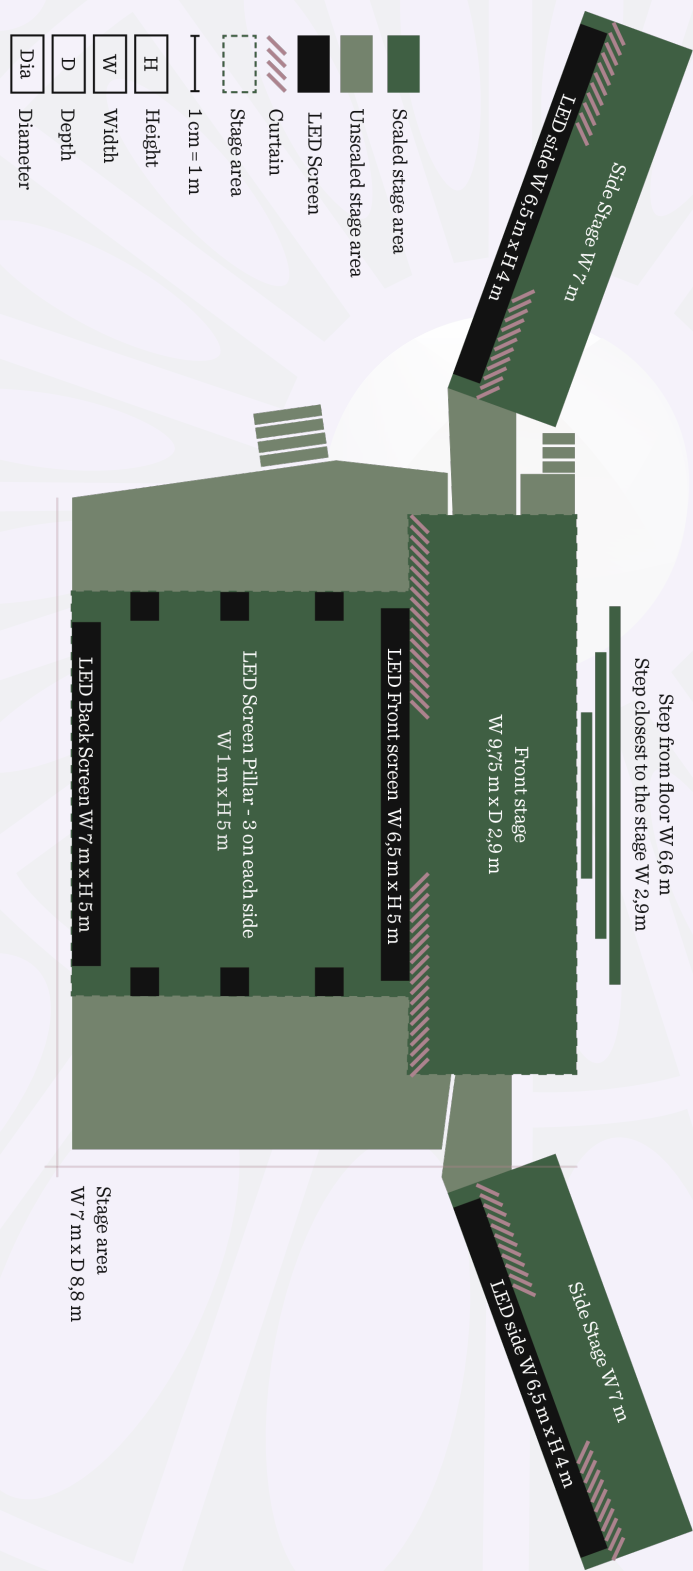 Step from floor W 6,6 m
Step closest to the stage W 2,9m
Side Stage W 7 m
LED side W 6,5 m x H 4 m
Front stage
W 9,75 m x D 2,9 m
Side Stage W 7 m
LED side W 6,5 m x H 4 m
LED Front screen W 6,5 m x H 5 m
LED Screen Pillar - 3 on each side
W 1 m x H 5 m
LED Back Screen W 7 m x H 5 m
Stage area
W 7 m x D 8,8 m
Scaled stage area
Unscaled stage area
LED Screen
Curtain
Stage area
1 cm = 1 m
H Height
W Width
D Depth
Dia Diameter